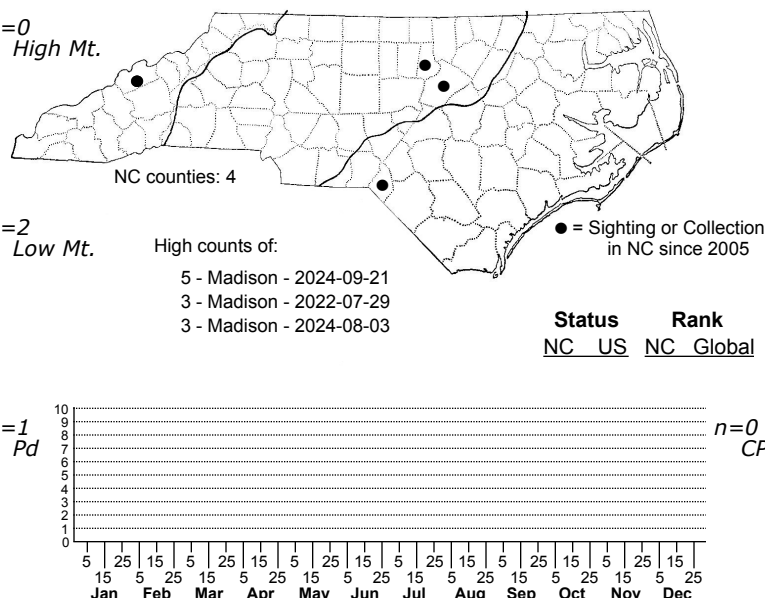 =0
High Mt.
NC counties: 4
=2
Low Mt.
High counts of:
5 - Madison - 2024-09-21
3 - Madison - 2022-07-29
3 - Madison - 2024-08-03
● = Sighting or Collection
in NC since 2005
Status Rank
NC US NC Global
=1
Pd
n=0
CP
10
9
8
7
6
5
4
3
2
1
0
5 25 15 5 25 15 5 25 15 5 25 15 5 25 15 5 25 15
15 5 25 15 5 25 15 5 25 15 5 25 15 5 25 15 5 25
Jan Feb Mar Apr May Jun Jul Aug Sep Oct Nov Dec